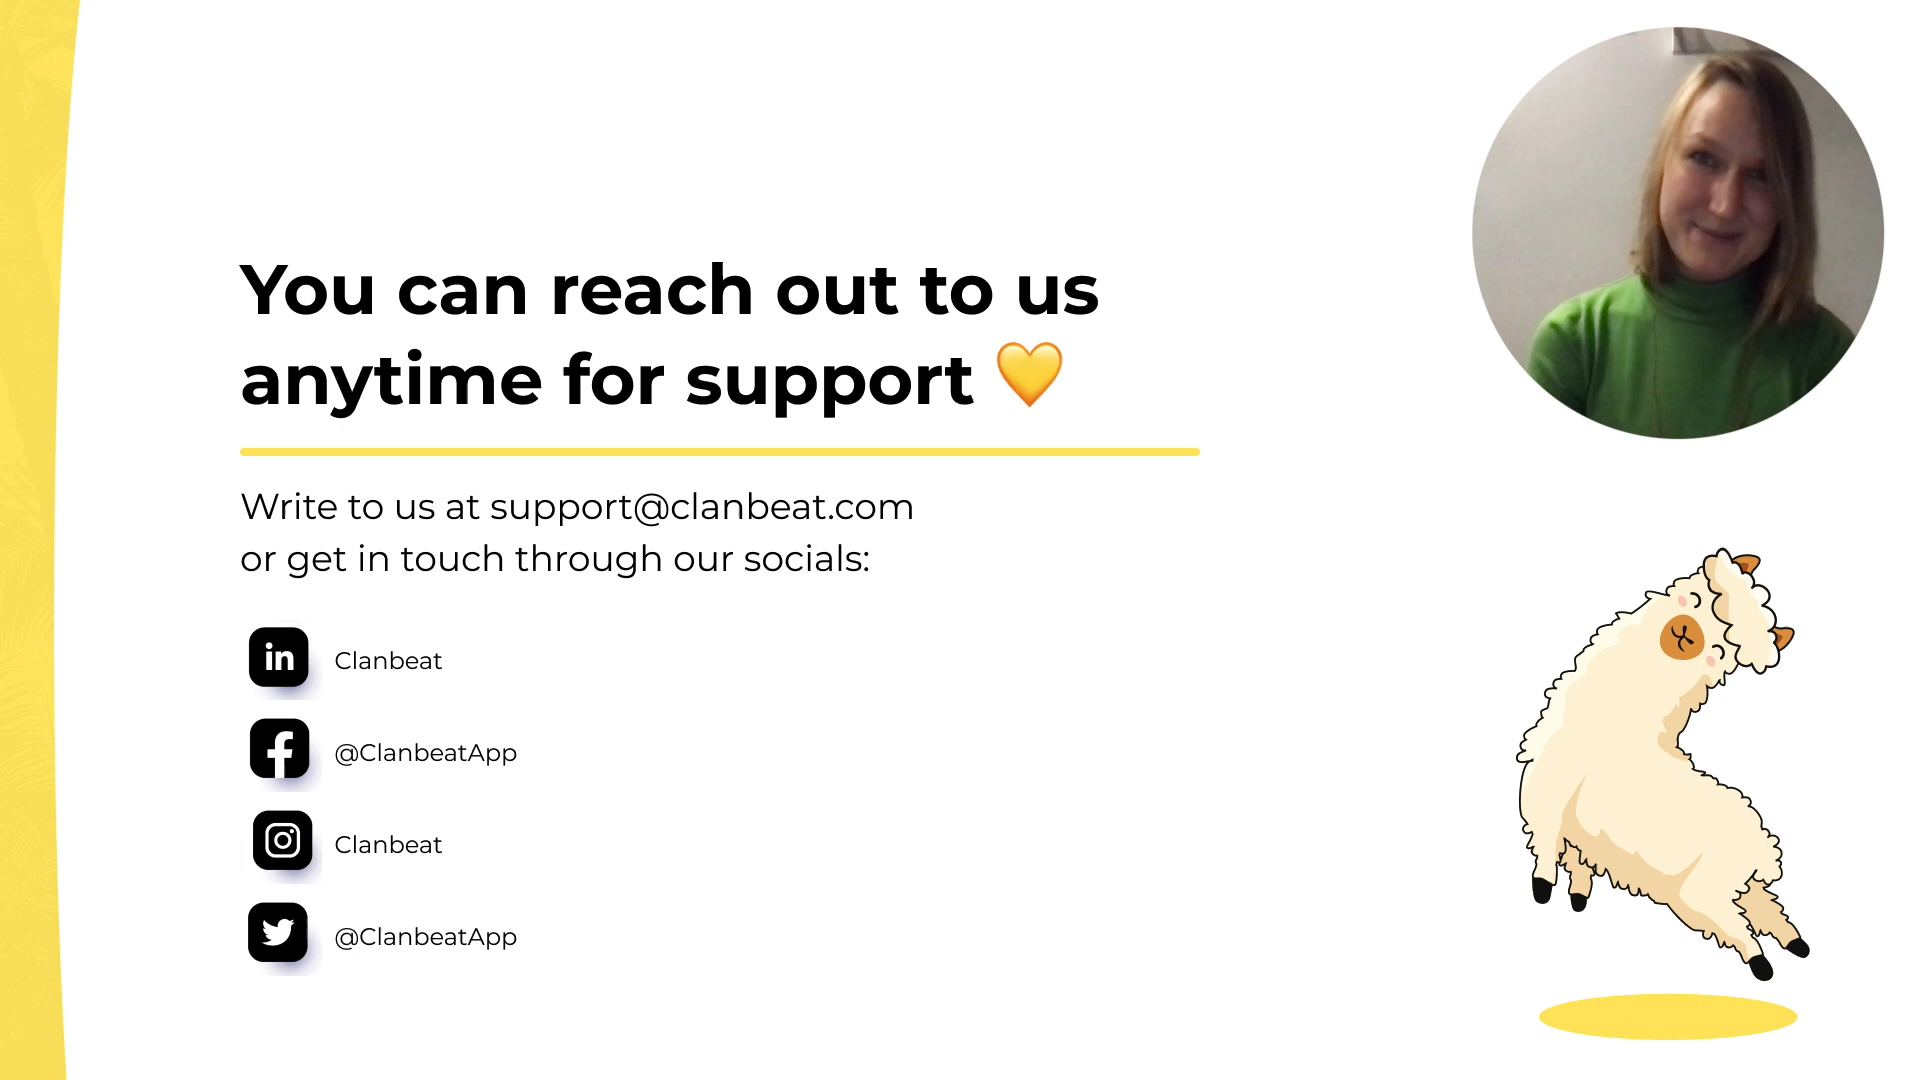 You can reach out to us
anytime for support 💛
Write to us at support@clanbeat.com
or get in touch through our socials:
in Clanbeat
@ClanbeatApp
Clanbeat
@ClanbeatApp